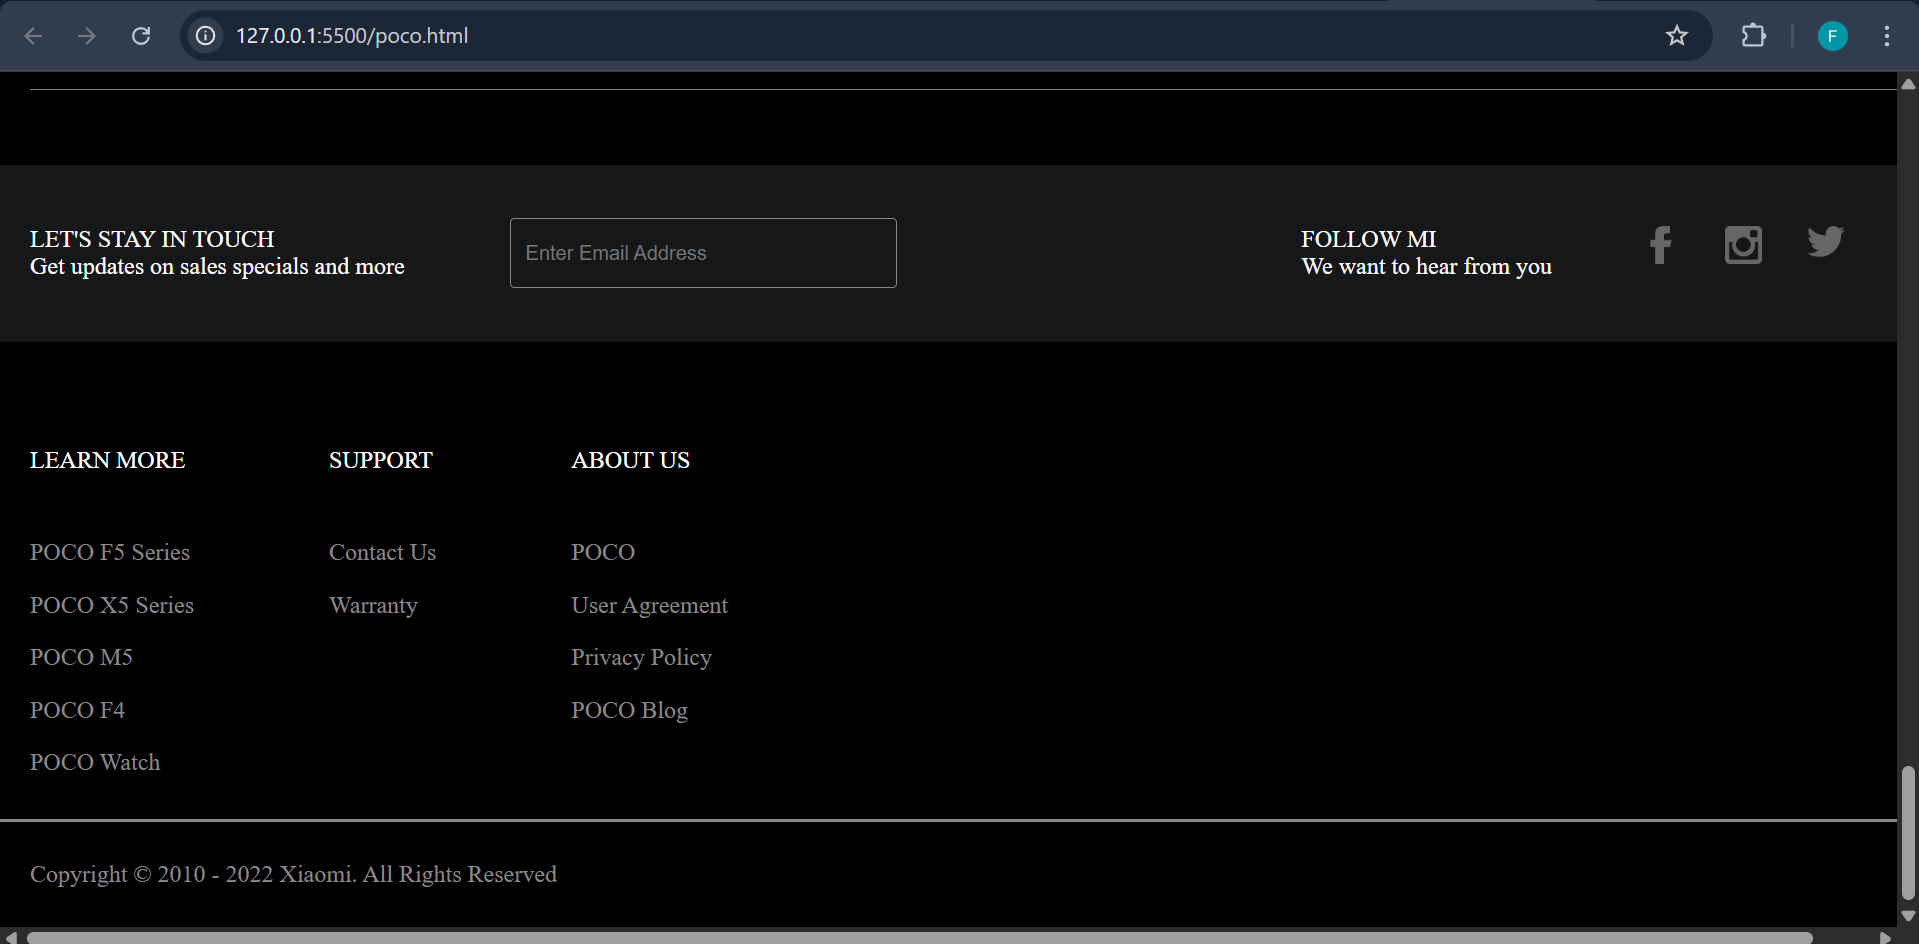 127.0.0.1:5500/poco.html
F
LET'S STAY IN TOUCH
Get updates on sales specials and more
Enter Email Address
FOLLOW MI
We want to hear from you
LEARN MORE
SUPPORT
ABOUT US
POCO F5 Series
Contact Us
POCO
POCO X5 Series
Warranty
User Agreement
POCO M5
Privacy Policy
POCO F4
POCO Blog
POCO Watch
Copyright © 2010 - 2022 Xiaomi. All Rights Reserved